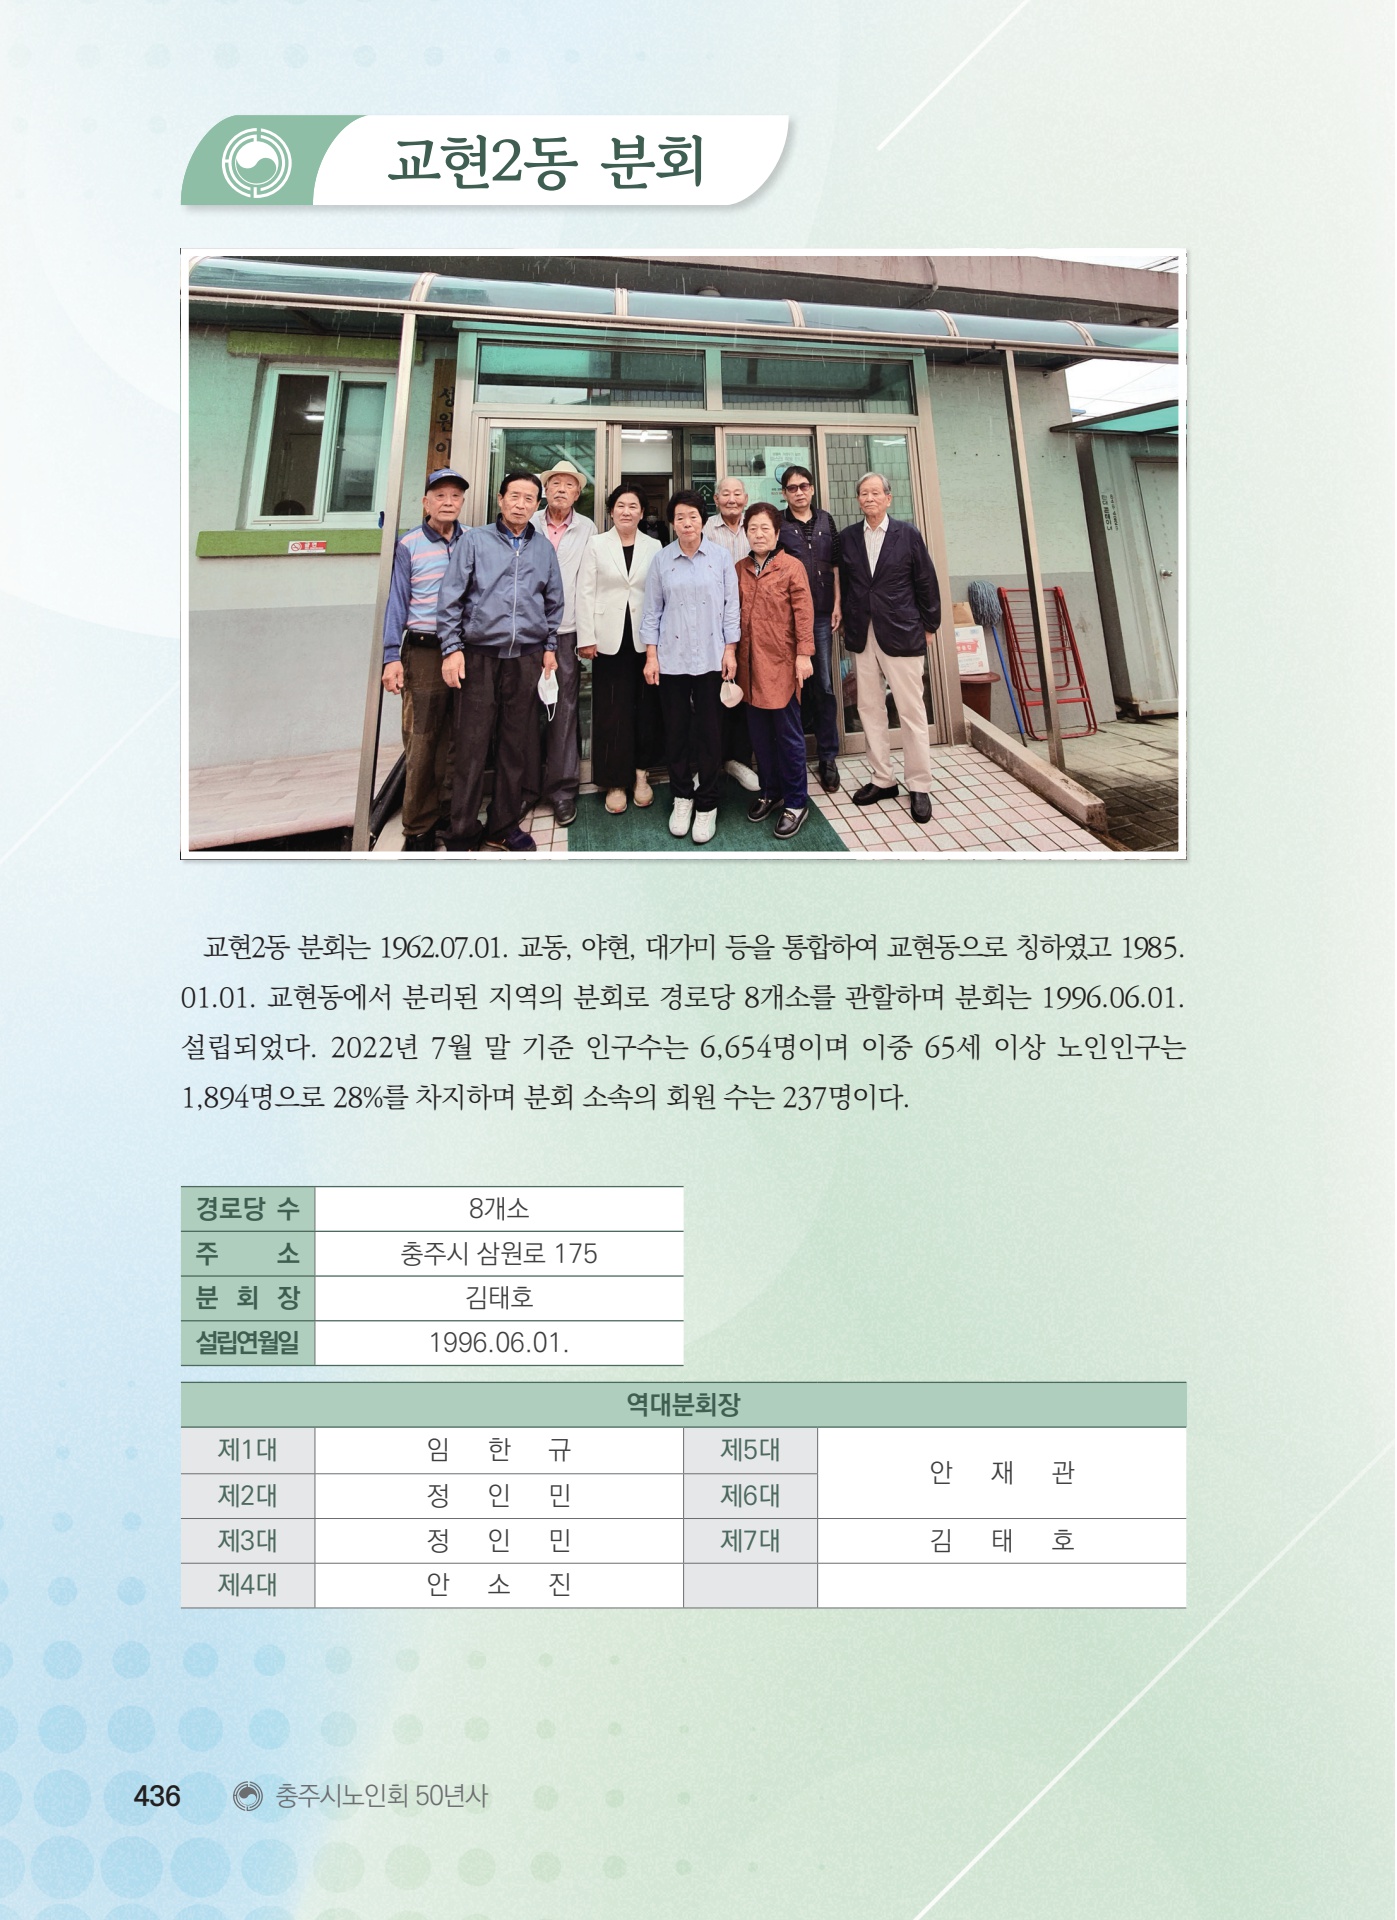 교현2동 분회
성원아
교현2동 분회는 1962.07.01. 교동, 야현, 대가미 등을 통합하여 교현동으로 칭하였고 1985.
01.01. 교현동에서 분리된 지역의 분회로 경로당 8개소를 관할하며 분회는 1996.06.01.
설립되었다. 2022년 7월 말 기준 인구수는 6,654명이며 이중 65세 이상 노인인구는
1,894명으로 28%를 차지하며 분회 소속의 회원 수는 237명이다.
경로당 수 8개소
주 소 충주시 삼원로 175
분 회 장 김태호
설립연월일 1996.06.01.
역대분회장
제1대 임 한 규 제5대 안 재 관
제2대 정 인 민 제6대
제3대 정 인 민 제7대 김 태 호
제4대 안 소 진
436 충주시노인회 50년사